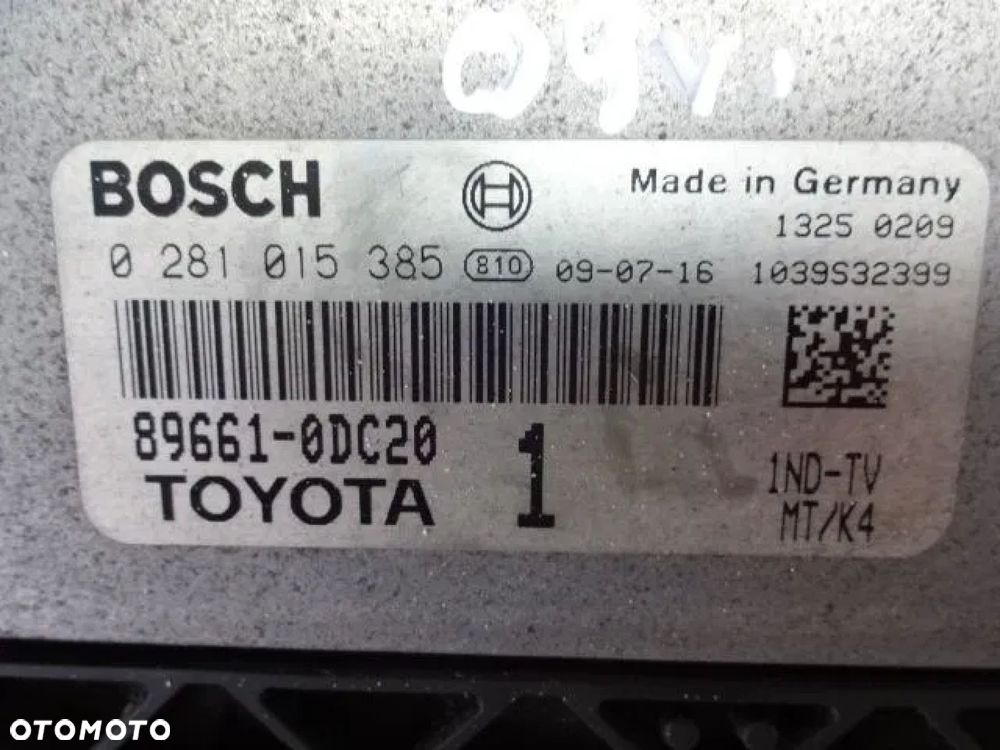 BOSCH
Made in Germany
1325 0209
0 281 015 385 810 09-07-16 1039S32399
89661-0DC20
1
1ND-TV
TOYOTA
MT/K4
OTOMOTO